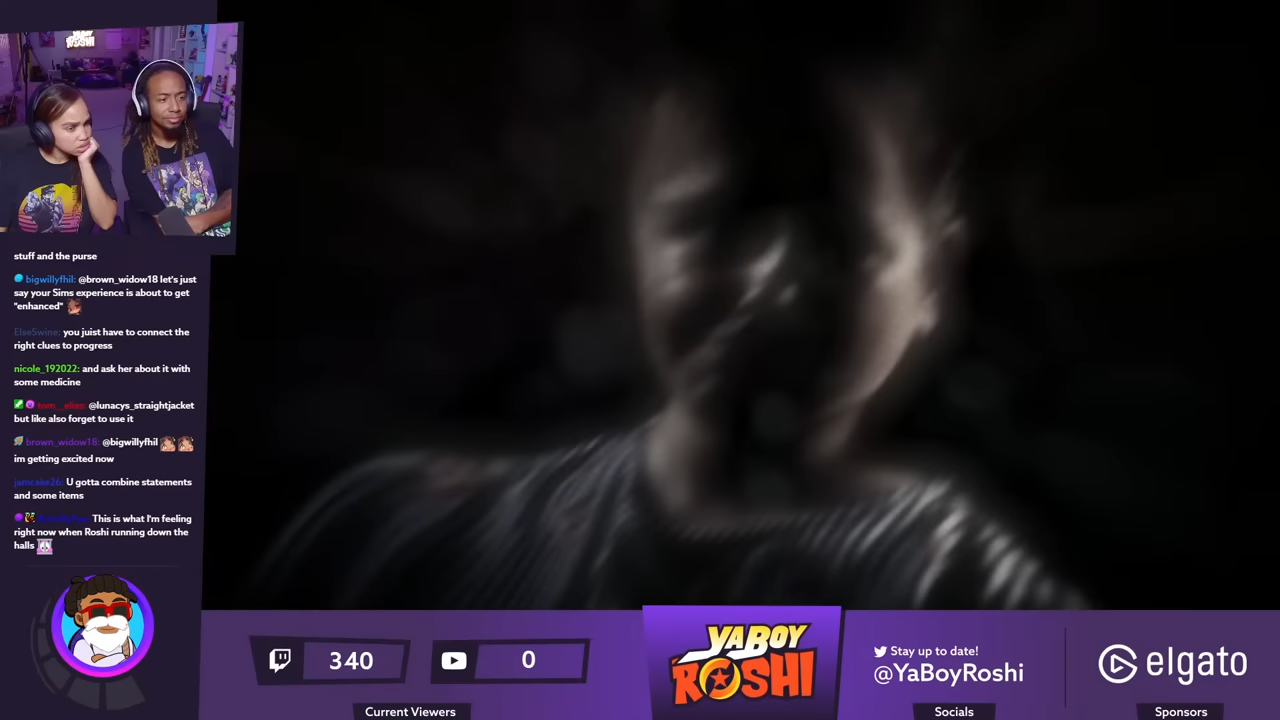 YABOY
ROSHI
stuff and the purse
bigwillyfhil: @brown_widow18 let's just
say your Sims experience is about to get
"enhanced"
ElseSwine: you juist have to connect the
right clues to progress
nicole_192022: and ask her about it with
some medicine
tom__elias: @lunacys_straightjacket
but like also forget to use it
brown_widow18: @bigwillyfhil
im getting excited now
jamcake26: U gotta combine statements
and some items
This is what I'm feeling
right now when Roshi running down the
halls
340
0
Current Viewers
YABOY
ROSHI
Stay up to date!
@YaBoyRoshi
Socials
elgato
Sponsors